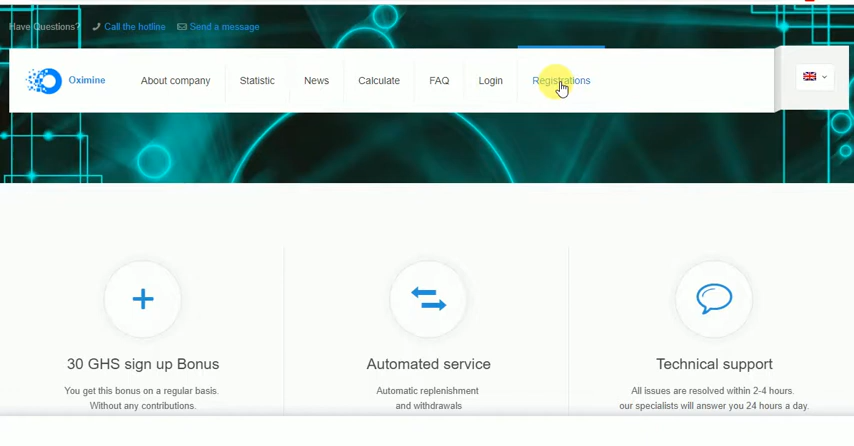 Have Questions? Call the hotline Send a message
Oximine About company Statistic News Calculate FAQ Login Registrations
30 GHS sign up Bonus Automated service Technical support
You get this bonus on a regular basis. Automatic replenishment All issues are resolved within 2-4 hours.
Without any contributions. and withdrawals our specialists will answer you 24 hours a day.